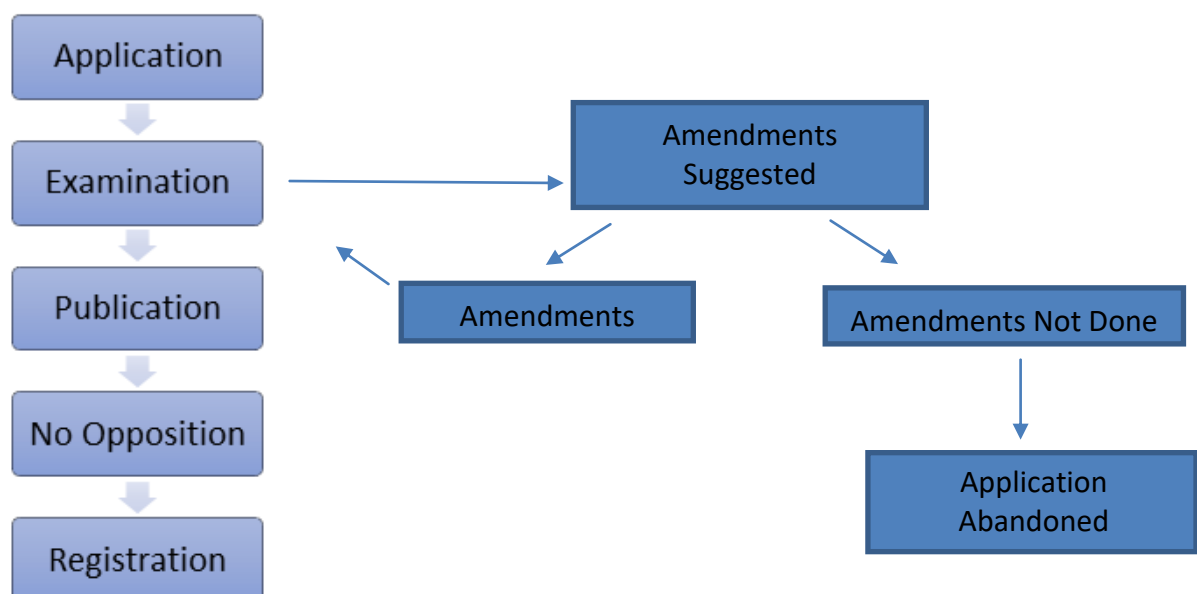 Application
Examination
Publication
No Opposition
Registration
Amendments
Suggested
Amendments
Amendments Not Done
Application
Abandoned